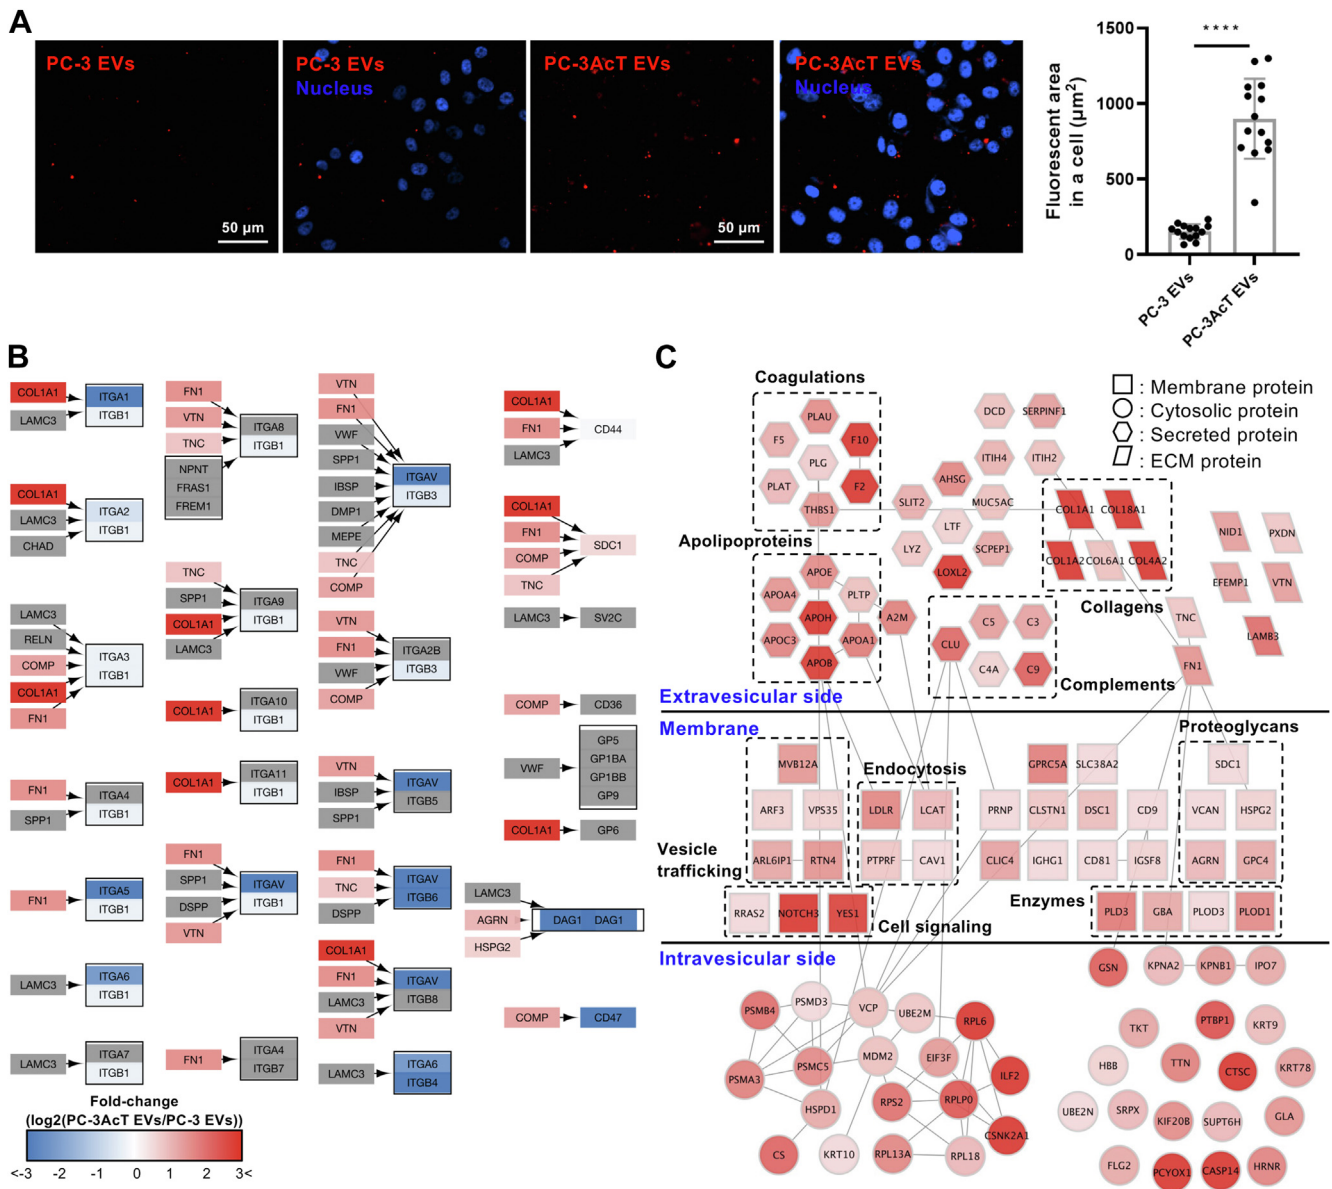 A
PC-3 EVs
50 μm
PC-3 EVs
Nucleus
PC-3AcT EVs
50 μm
PC-3AcT EVs
Nucleus
Fluorescent area
in a cell (μm²)
1500
1000
500
0
****
PC-3 EVs
PC-3AcT EVs
B
COL1A1
LAMC3
ITGA1
ITGB1
COL1A1
LAMC3
CHAD
ITGA2
ITGB1
LAMC3
RELN
COMP
COL1A1
FN1
ITGA3
ITGB1
FN1
SPP1
ITGA4
ITGB1
FN1
ITGA5
ITGB1
LAMC3
ITGA6
ITGB1
LAMC3
ITGA7
ITGB1
FN1
VTN
TNC
NPNT
FRAS1
FREM1
ITGA8
ITGB1
TNC
SPP1
COL1A1
LAMC3
ITGA9
ITGB1
COL1A1
ITGA10
ITGB1
COL1A1
ITGA11
ITGB1
FN1
SPP1
DSPP
VTN
ITGAV
ITGB1
FN1
ITGA4
ITGB7
VTN
FN1
VWF
SPP1
IBSP
DMP1
MEPE
TNC
COMP
ITGAV
ITGB3
VTN
FN1
VWF
COMP
ITGA2B
ITGB3
VTN
IBSP
SPP1
ITGAV
ITGB5
FN1
TNC
DSPP
ITGAV
ITGB6
COL1A1
FN1
LAMC3
VTN
ITGAV
ITGB8
LAMC3
ITGA6
ITGB4
COL1A1
FN1
LAMC3
CD44
COL1A1
FN1
COMP
TNC
SDC1
LAMC3
SV2C
COMP
CD36
VWF
GP5
GP1BA
GP1BB
GP9
COL1A1
GP6
LAMC3
AGRN
HSPG2
DAG1 DAG1
COMP
CD47
Fold-change
(log2(PC-3AcT EVs/PC-3 EVs))
<-3 -2 -1 0 1 2 3<
C
: Membrane protein
: Cytosolic protein
: Secreted protein
: ECM protein
Coagulations
PLAU
F5
F10
PLG
PLAT
F2
THBS1
DCD
SERPINF1
ITIH4
ITIH2
AHSG
SLIT2
MUC5AC
LTF
LYZ
SCPEP1
LOXL2
COL1A1
COL18A1
COL1A2
COL6A1
COL4A2
Collagens
NID1
PXDN
EFEMP1
VTN
LAMB3
TNC
FN1
Apolipoproteins
APOE
APOA4
PLTP
APOH
APOC3
APOA1
APOB
A2M
C5
C3
CLU
C4A
C9
Complements
Extravesicular side
Membrane
MVB12A
ARF3
VPS35
ARL6IP1
RTN4
Vesicle
trafficking
Endocytosis
LDLR
LCAT
PTPRF
CAV1
GPRC5A
SLC38A2
PRNP
CLSTN1
DSC1
CD9
CLIC4
IGHG1
CD81
IGSF8
Proteoglycans
SDC1
VCAN
HSPG2
AGRN
GPC4
RRAS2
NOTCH3
YES1
Cell signaling
Enzymes
PLD3
GBA
PLOD3
PLOD1
Intravesicular side
GSN
KPNA2
KPNB1
IPO7
PSMB4
PSMD3
VCP
UBE2M
RPL6
MDM2
EIF3F
PSMA3
PSMC5
ILF2
HSPD1
RPS2
RPLP0
CSNK2A1
CS
KRT10
RPL13A
RPL18
TKT
PTBP1
KRT9
HBB
TTN
CTSC
KRT78
UBE2N
SRPX
KIF20B
SUPT6H
GLA
FLG2
PCYOX1
CASP14
HRNR